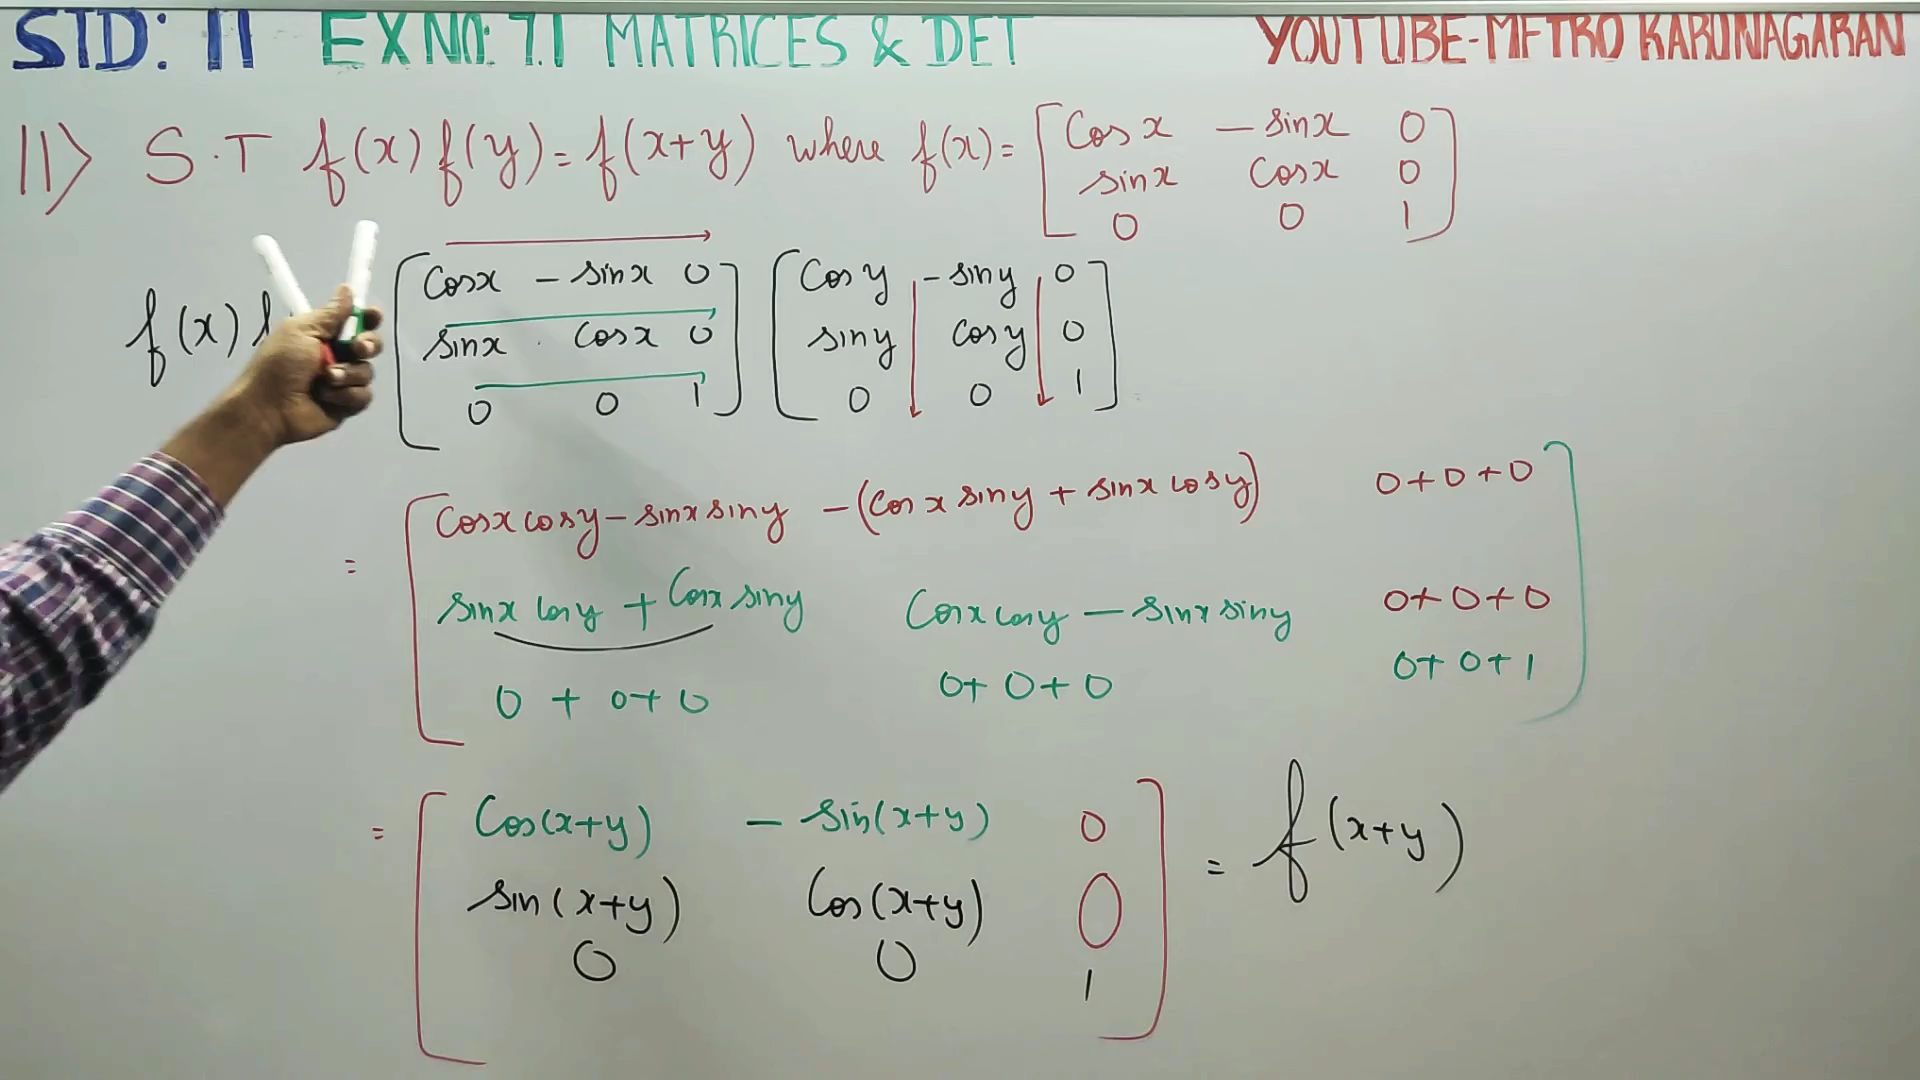 STD: 11 EX NO: 7.1 MATRICES & DET YOUTUBE-METRO KARUNAGARAN
11) S.T f(x) f(y) = f(x+y) where f(x) = [ Cos x - sin x 0
sin x Cos x 0
0 0 1 ]
f(x) [ Cos x - sin x 0 ] [ Cos y - sin y 0 ]
sin x . Cos x 0 sin y Cos y 0
0 0 1 0 0 1
= [ Cos x cos y - sin x sin y - (Cos x sin y + sin x cos y) 0+0+0
sin x cos y + Cos x sin y Cos x cos y - sin x sin y 0+0+0
0 + 0+0 0+0+0 0+0+1 ]
= [ Cos(x+y) - Sin(x+y) 0
sin(x+y) Cos(x+y) 0 ] = f(x+y)
0 0 1